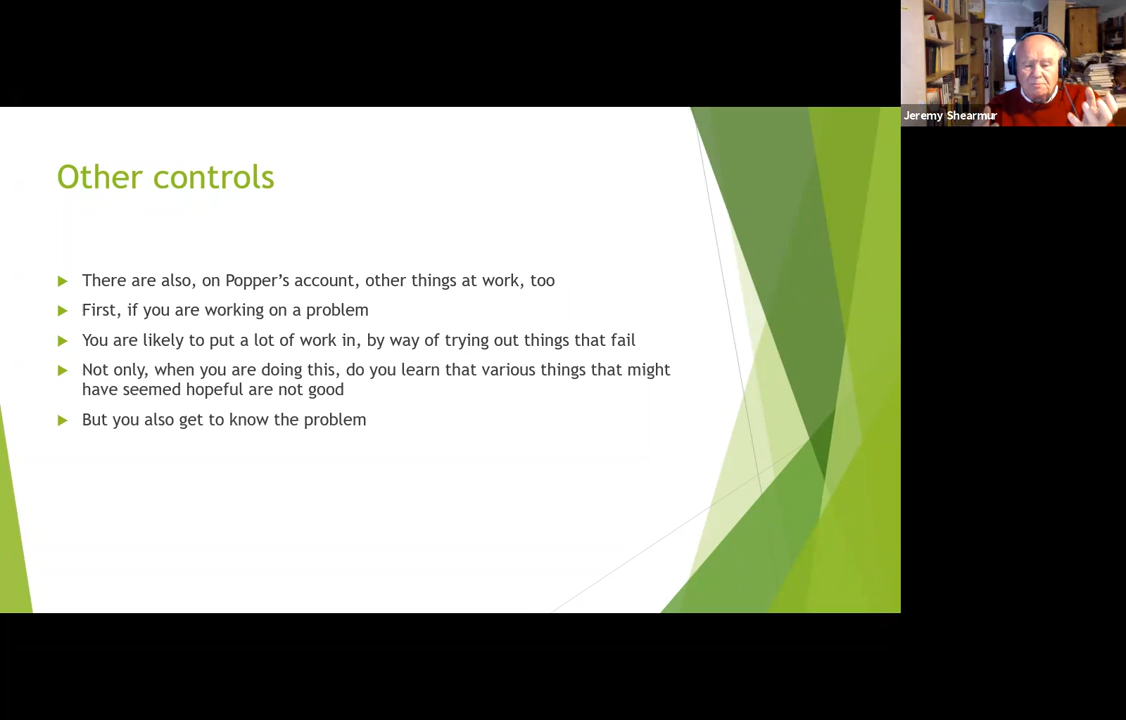 Jeremy Shearmur
Other controls
There are also, on Popper’s account, other things at work, too
First, if you are working on a problem
You are likely to put a lot of work in, by way of trying out things that fail
Not only, when you are doing this, do you learn that various things that might
have seemed hopeful are not good
But you also get to know the problem